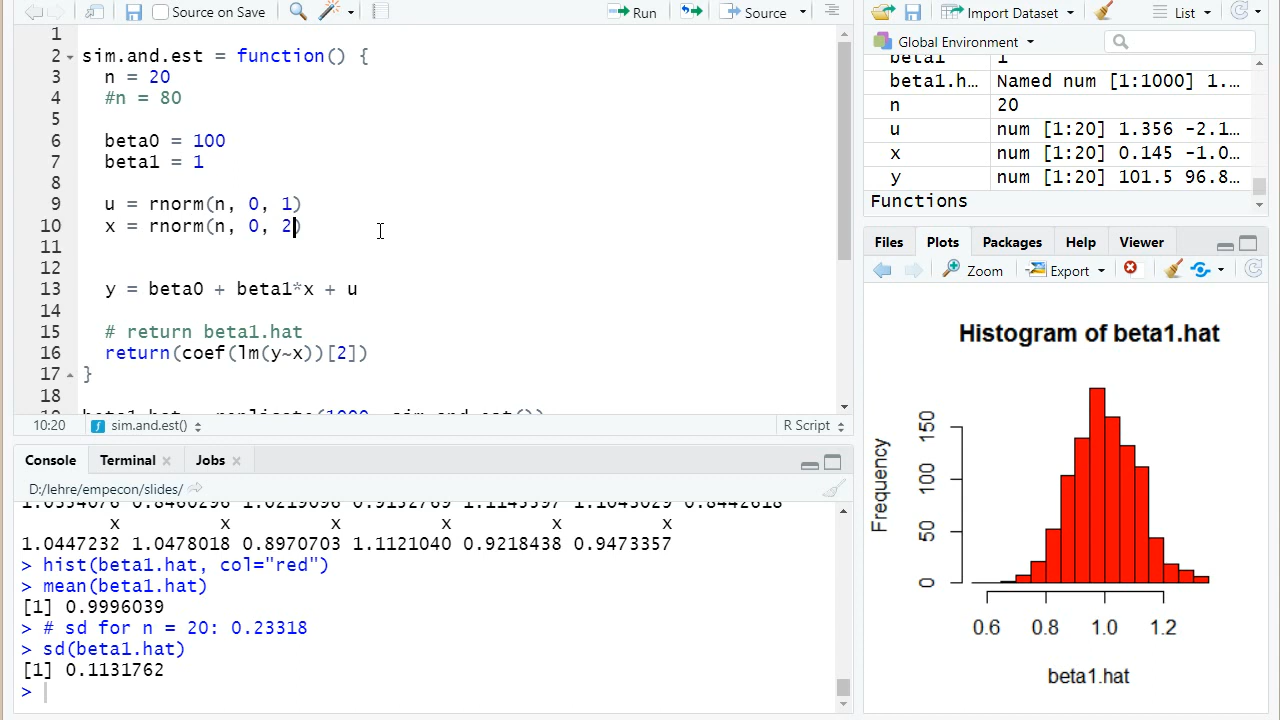 Source on Save
Run
Source
1
2 sim.and.est = function() {
3 n = 20
4 #n = 80
5
6 beta0 = 100
7 beta1 = 1
8
9 u = rnorm(n, 0, 1)
10 x = rnorm(n, 0, 2)
11
12
13 y = beta0 + beta1*x + u
14
15 # return beta1.hat
16 return(coef(lm(y~x))[2])
17 }
18
10:20 sim.and.est() R Script
Console Terminal Jobs
D:/lehre/empecon/slides/
x x x x x x
1.0447232 1.0478018 0.8970703 1.1121040 0.9218438 0.9473357
> hist(beta1.hat, col="red")
> mean(beta1.hat)
[1] 0.9996039
> # sd for n = 20: 0.23318
> sd(beta1.hat)
[1] 0.1131762
>
Import Dataset List
Global Environment
beta1 1
beta1.h… Named num [1:1000] 1.…
n 20
u num [1:20] 1.356 -2.1…
x num [1:20] 0.145 -1.0…
y num [1:20] 101.5 96.8…
Functions
Files Plots Packages Help Viewer
Zoom Export
Histogram of beta1.hat
Frequency
150
100
50
0
0.6 0.8 1.0 1.2
beta1.hat